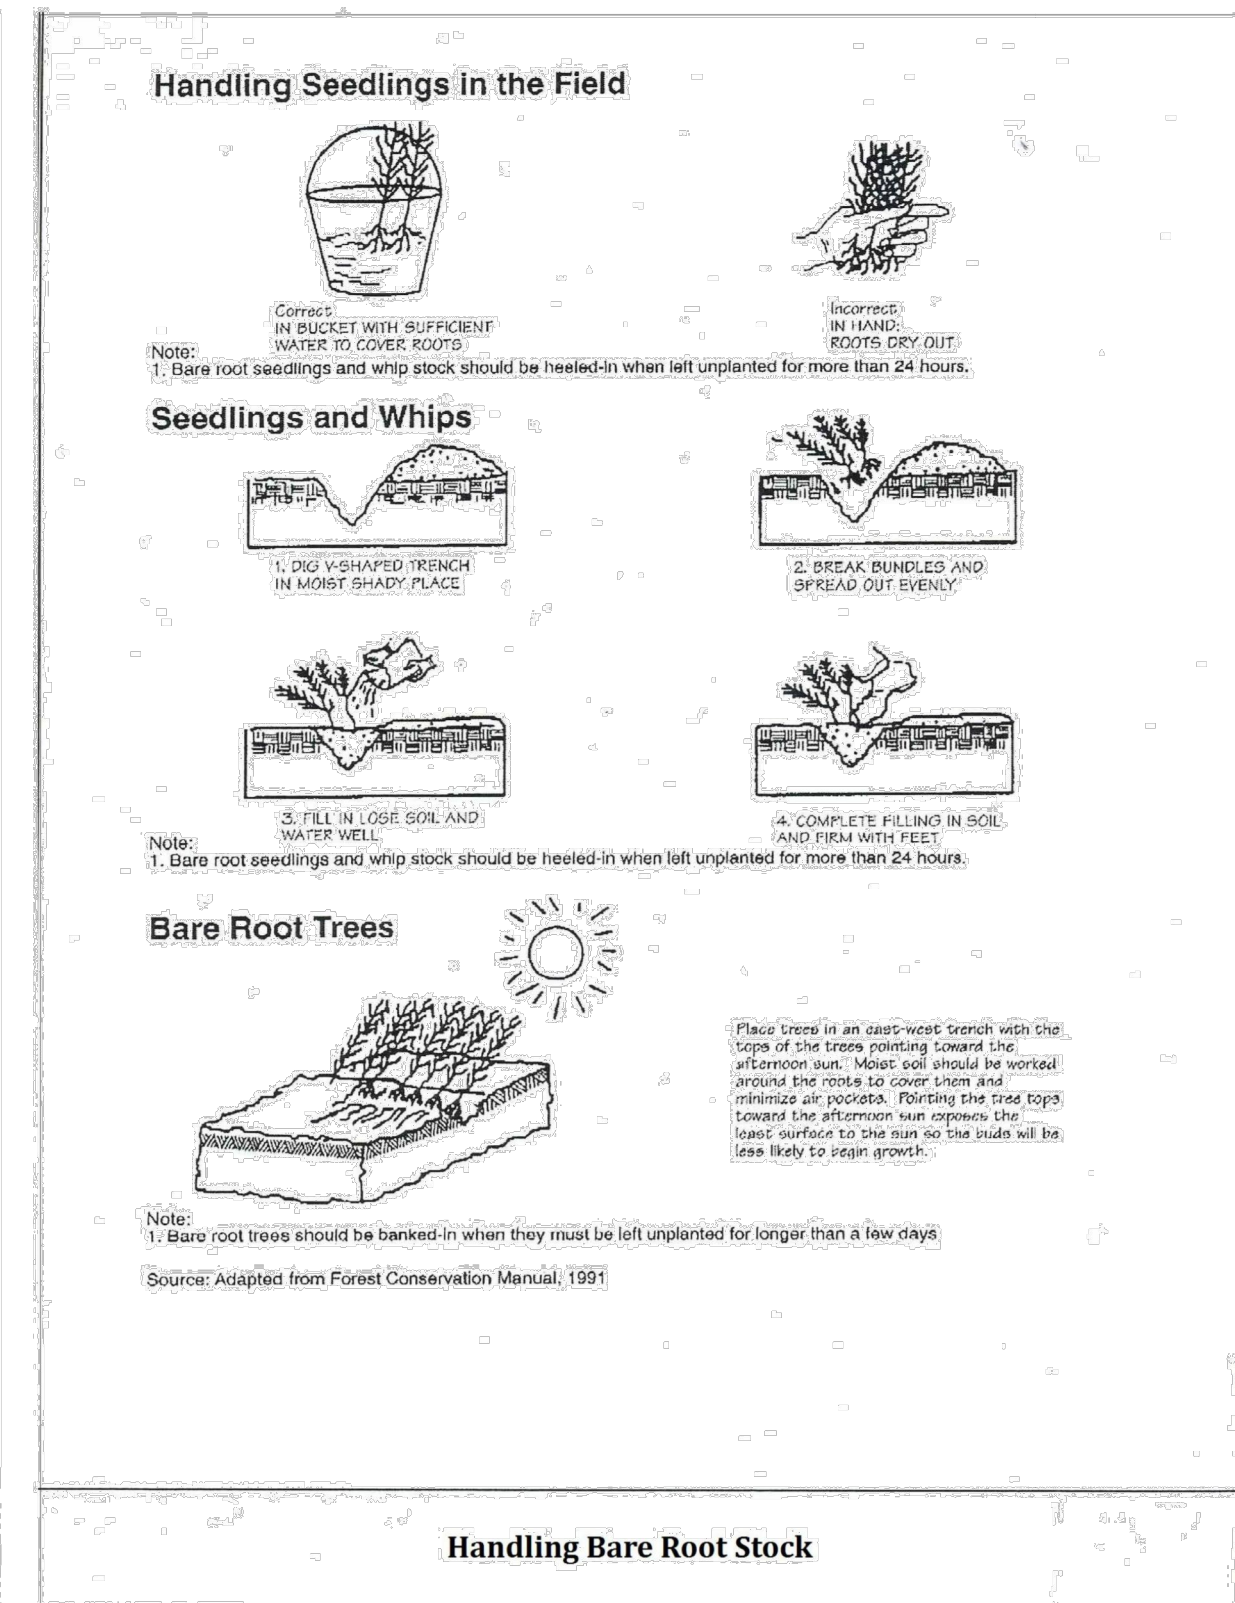 Handling Seedlings in the Field
Correct
IN BUCKET WITH SUFFICIENT
WATER TO COVER ROOTS
Incorrect
IN HAND:
ROOTS DRY OUT
Note:
1. Bare root seedlings and whip stock should be heeled-in when left unplanted for more than 24 hours.
Seedlings and Whips
1. DIG V-SHAPED TRENCH
IN MOIST SHADY PLACE
2. BREAK BUNDLES AND
SPREAD OUT EVENLY
3. FILL IN LOSE SOIL AND
WATER WELL
4. COMPLETE FILLING IN SOIL
AND FIRM WITH FEET
Note:
1. Bare root seedlings and whip stock should be heeled-in when left unplanted for more than 24 hours.
Bare Root Trees
Place trees in an east-west trench with the
tops of the trees pointing toward the
afternoon sun. Moist soil should be worked
around the roots to cover them and
minimize air pockets. Pointing the tree tops
toward the afternoon sun exposes the
least surface to the sun so the buds will be
less likely to begin growth.
Note:
1. Bare root trees should be banked-in when they must be left unplanted for longer than a few days
Source: Adapted from Forest Conservation Manual, 1991
Handling Bare Root Stock